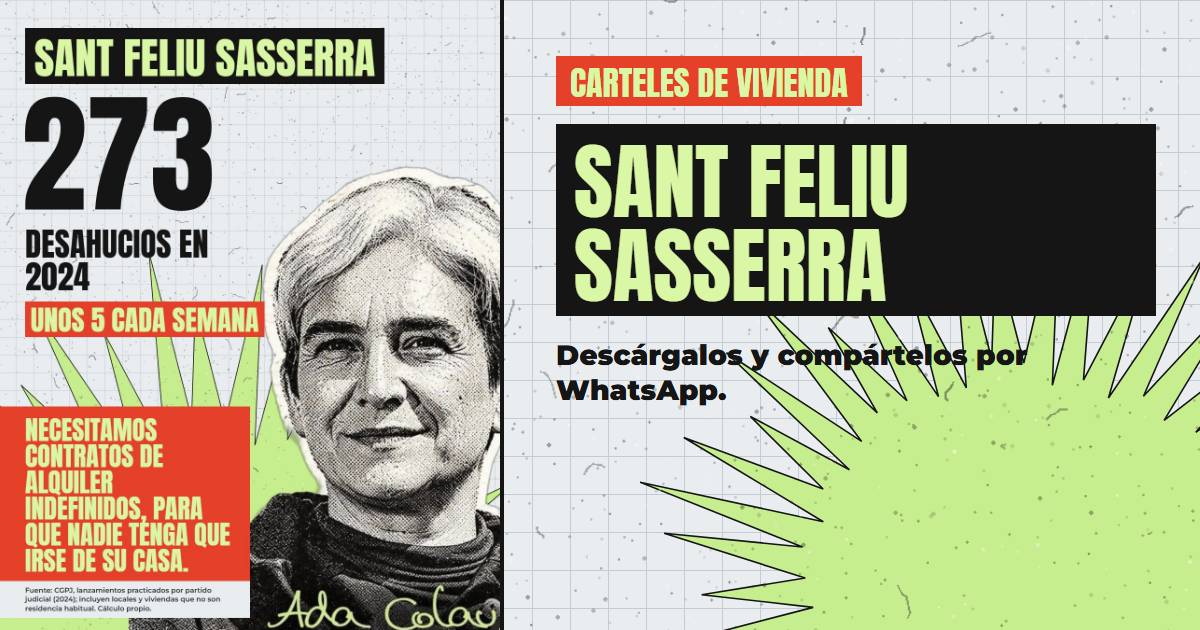 SANT FELIU SASSERRA
273
DESAHUCIOS EN
2024
UNOS 5 CADA SEMANA
NECESITAMOS
CONTRATOS DE
ALQUILER
INDEFINIDOS, PARA
QUE NADIE TENGA QUE
IRSE DE SU CASA.
Fuente: CGPJ, lanzamientos practicados por partido
judicial (2024); incluyen locales y viviendas que no son
residencia habitual. Cálculo propio.
Ada Colau
CARTELES DE VIVIENDA
SANT FELIU
SASSERRA
Descárgalos y compártelos por
WhatsApp.